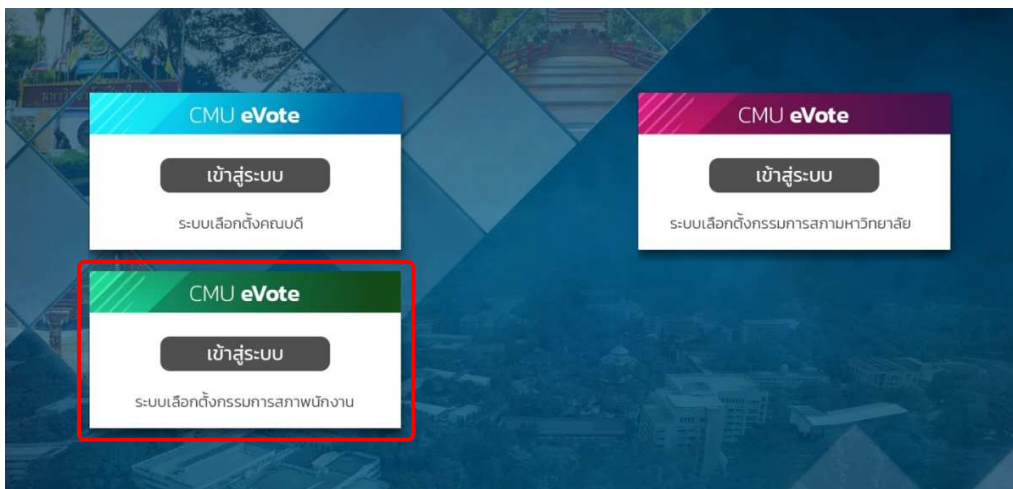 CMU eVote
เข้าสู่ระบบ
ระบบเลือกตั้งคณบดี
CMU eVote
เข้าสู่ระบบ
ระบบเลือกตั้งกรรมการสภามหาวิทยาลัย
CMU eVote
เข้าสู่ระบบ
ระบบเลือกตั้งกรรมการสภาพนักงาน